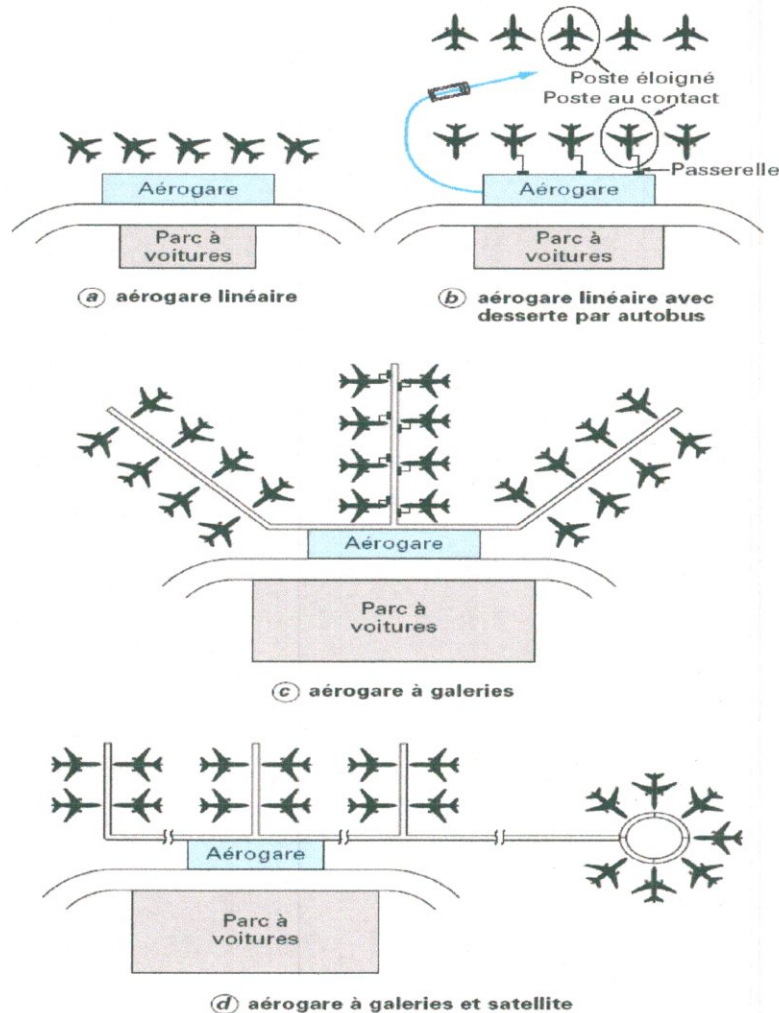 Poste éloigné
Poste au contact
Passerelle
Aérogare
Parc à
voitures
a aérogare linéaire
Aérogare
Parc à
voitures
b aérogare linéaire avec
desserte par autobus
Aérogare
Parc à
voitures
c aérogare à galeries
Aérogare
Parc à
voitures
d aérogare à galeries et satellite